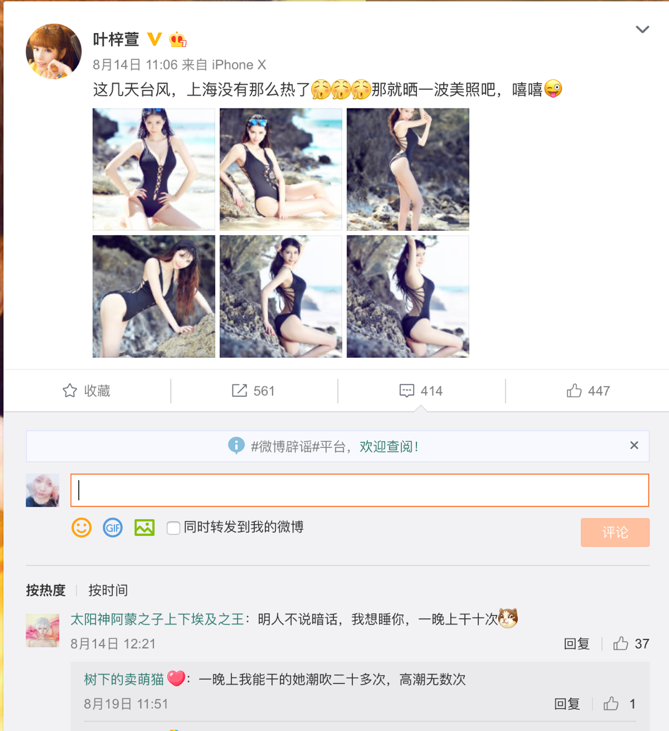 叶梓萱
8月14日 11:06 来自 iPhone X
这几天台风，上海没有那么热了😚😚😚那就晒一波美照吧，嘻嘻😜
收藏
561
414
447
#微博辟谣#平台，欢迎查阅！
GIF
同时转发到我的微博
评论
按热度 按时间
太阳神阿蒙之子上下埃及之王：明人不说暗话，我想睡你，一晚上干十次
8月14日 12:21
回复 37
树下的卖萌猫❤：一晚上我能干的她潮吹二十多次，高潮无数次
8月19日 11:51
回复 1